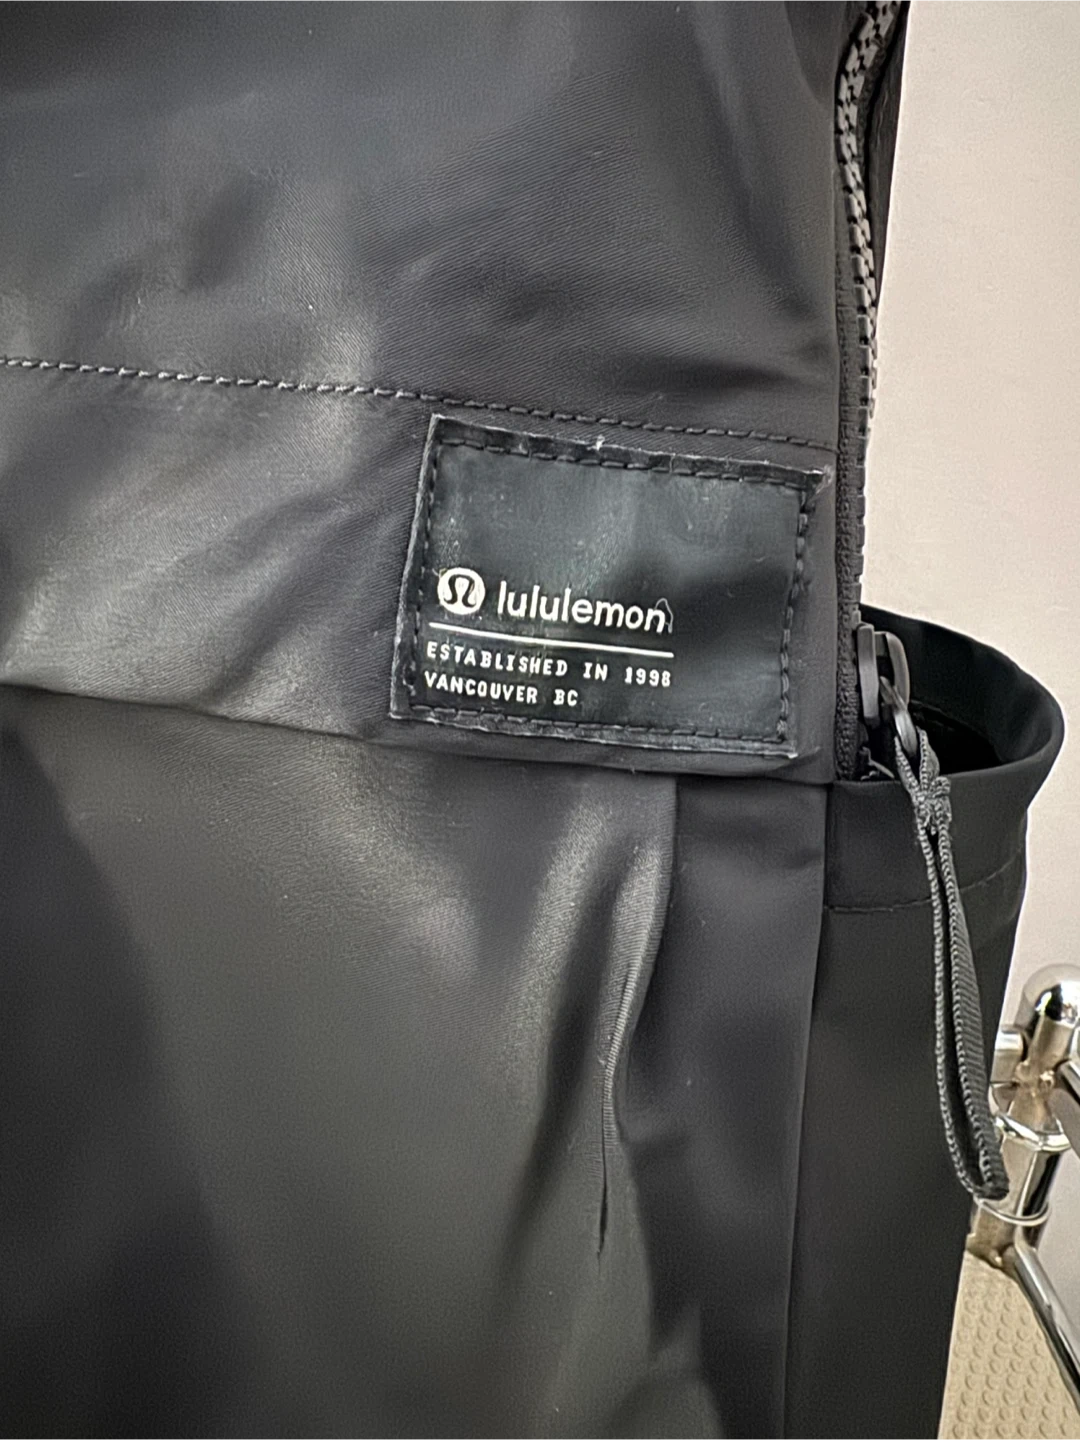 lululemon
ESTABLISHED IN 1998
VANCOUVER BC